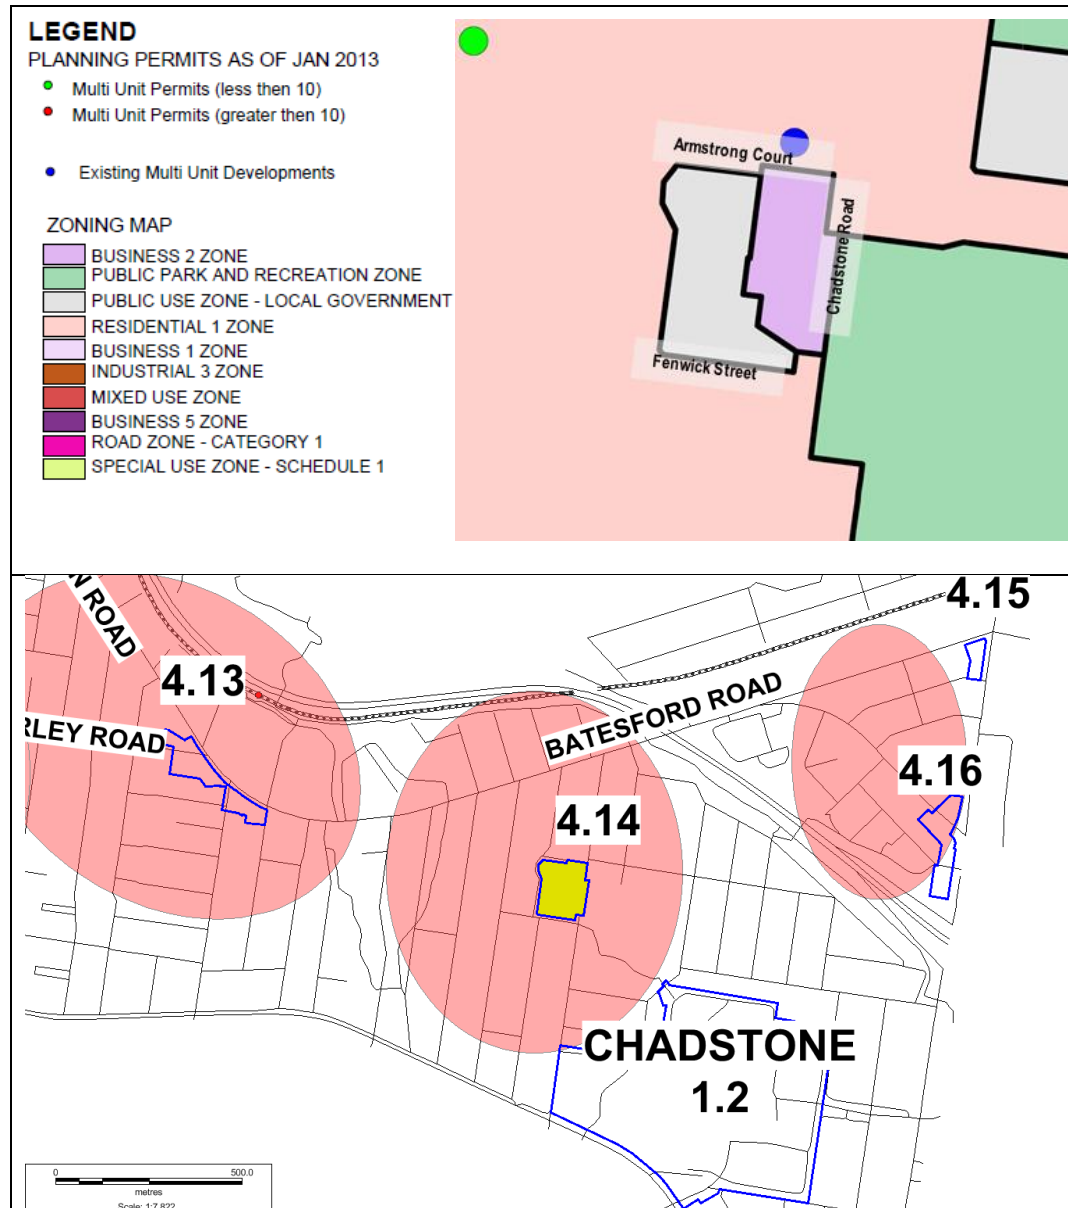 LEGEND
PLANNING PERMITS AS OF JAN 2013
Multi Unit Permits (less then 10)
Multi Unit Permits (greater then 10)
Existing Multi Unit Developments
ZONING MAP
BUSINESS 2 ZONE
PUBLIC PARK AND RECREATION ZONE
PUBLIC USE ZONE - LOCAL GOVERNMENT
RESIDENTIAL 1 ZONE
BUSINESS 1 ZONE
INDUSTRIAL 3 ZONE
MIXED USE ZONE
BUSINESS 5 ZONE
ROAD ZONE - CATEGORY 1
SPECIAL USE ZONE - SCHEDULE 1
Armstrong Court
Chadstone Road
Fenwick Street
N ROAD
4.13
RLEY ROAD
BATESFORD ROAD
4.15
4.16
4.14
CHADSTONE
1.2
0 500.0
metres
Scale: 1:7,822